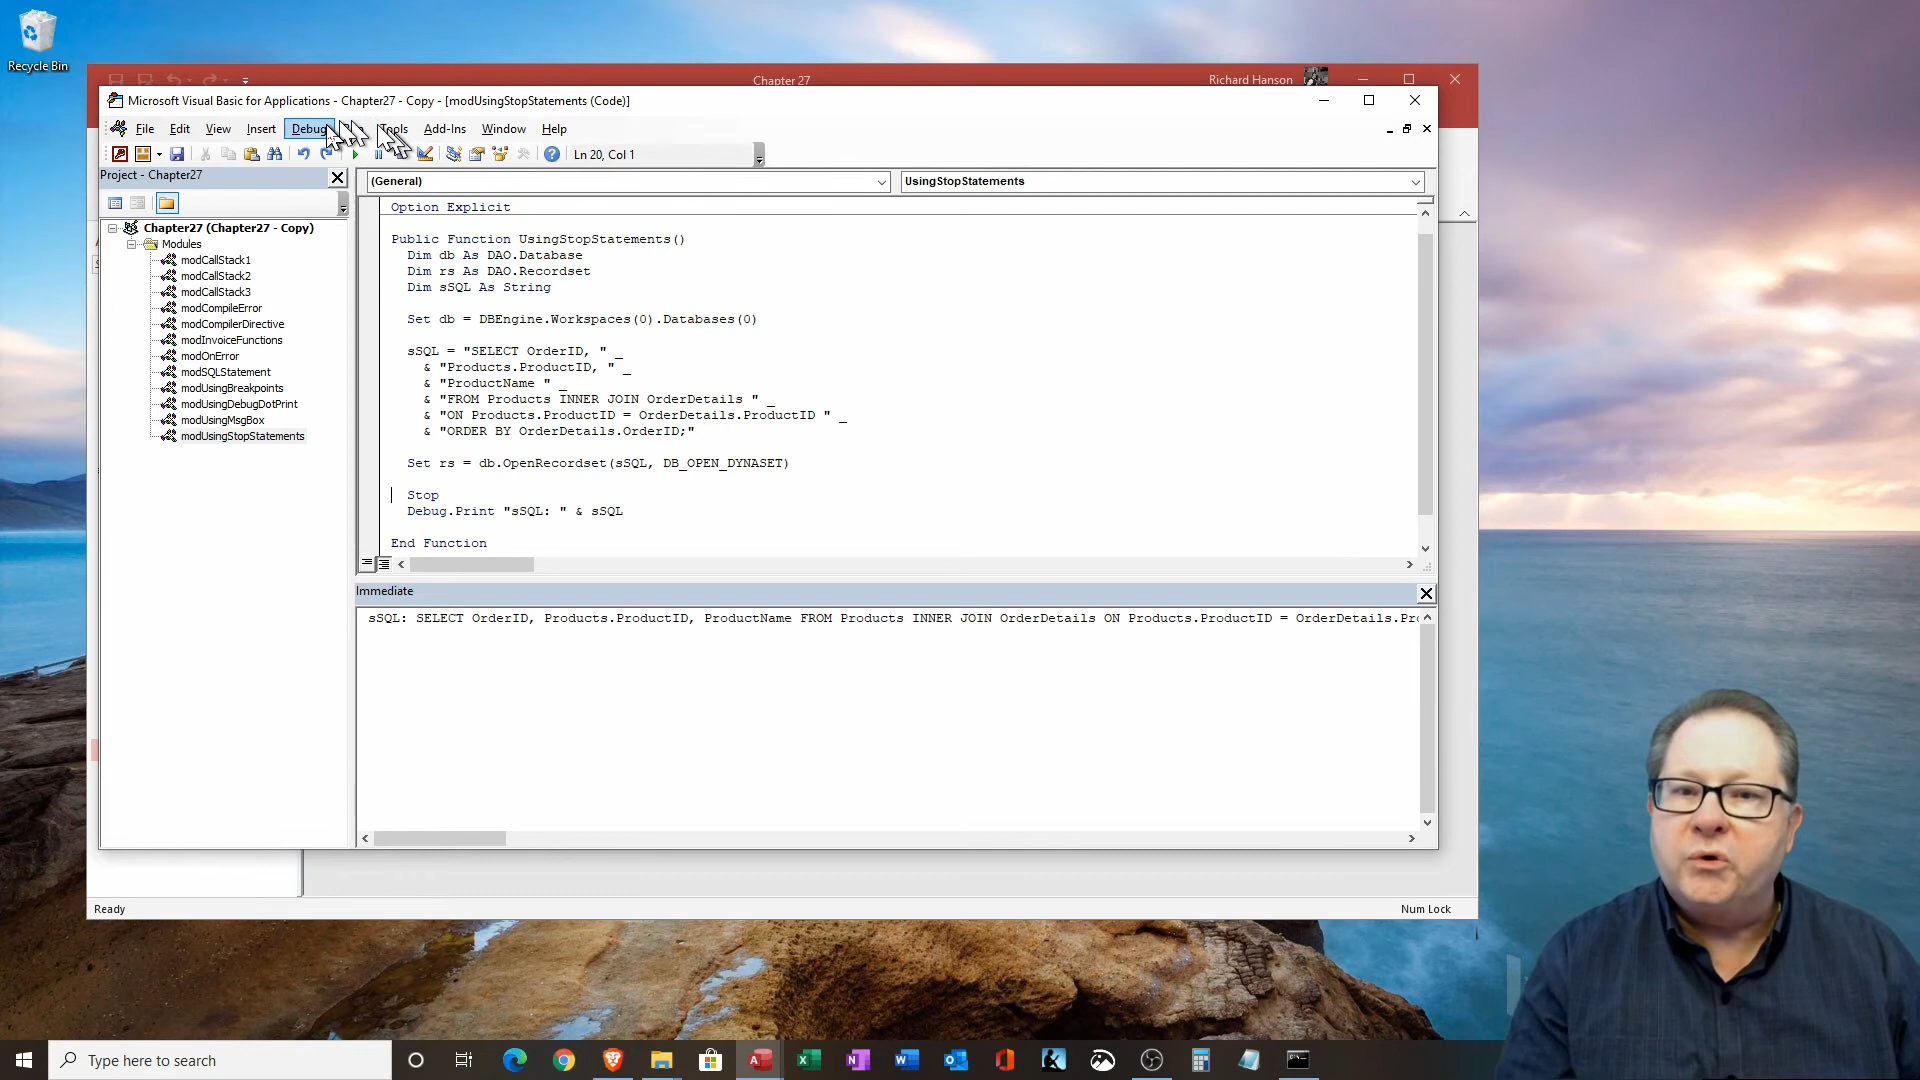 Recycle Bin
Chapter 27
Richard Hanson
Microsoft Visual Basic for Applications - Chapter27 - Copy - [modUsingStopStatements (Code)]
File Edit View Insert Debug Tools Add-Ins Window Help
Ln 20, Col 1
Project - Chapter27
(General)
UsingStopStatements
Chapter27 (Chapter27 - Copy)
Modules
modCallStack1
modCallStack2
modCallStack3
modCompileError
modCompilerDirective
modInvoiceFunctions
modOnError
modSQLStatement
modUsingBreakpoints
modUsingDebugDotPrint
modUsingMsgBox
modUsingStopStatements
Option Explicit
Public Function UsingStopStatements()
Dim db As DAO.Database
Dim rs As DAO.Recordset
Dim sSQL As String
Set db = DBEngine.Workspaces(0).Databases(0)
sSQL = "SELECT OrderID, " _
& "Products.ProductID, " _
& "ProductName " _
& "FROM Products INNER JOIN OrderDetails " _
& "ON Products.ProductID = OrderDetails.ProductID " _
& "ORDER BY OrderDetails.OrderID;"
Set rs = db.OpenRecordset(sSQL, DB_OPEN_DYNASET)
Stop
Debug.Print "sSQL: " & sSQL
End Function
Immediate
sSQL: SELECT OrderID, Products.ProductID, ProductName FROM Products INNER JOIN OrderDetails ON Products.ProductID = OrderDetails.Pro
Ready
Num Lock
Type here to search